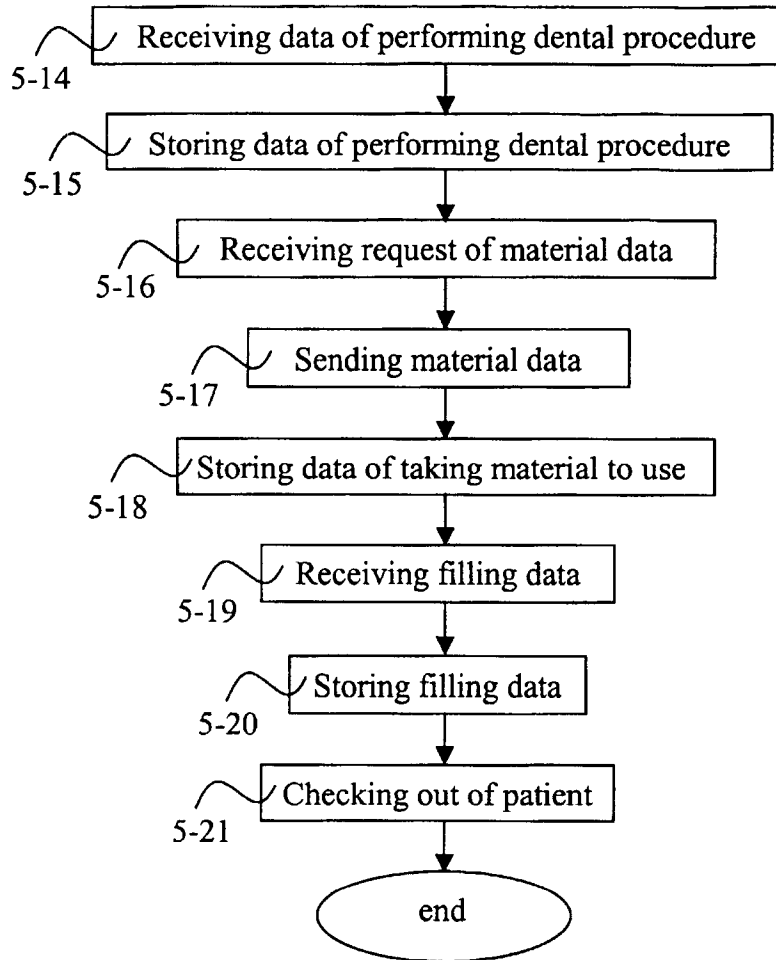 Receiving data of performing dental procedure
5-14
Storing data of performing dental procedure
5-15
Receiving request of material data
5-16
Sending material data
5-17
Storing data of taking material to use
5-18
Receiving filling data
5-19
Storing filling data
5-20
Checking out of patient
5-21
end